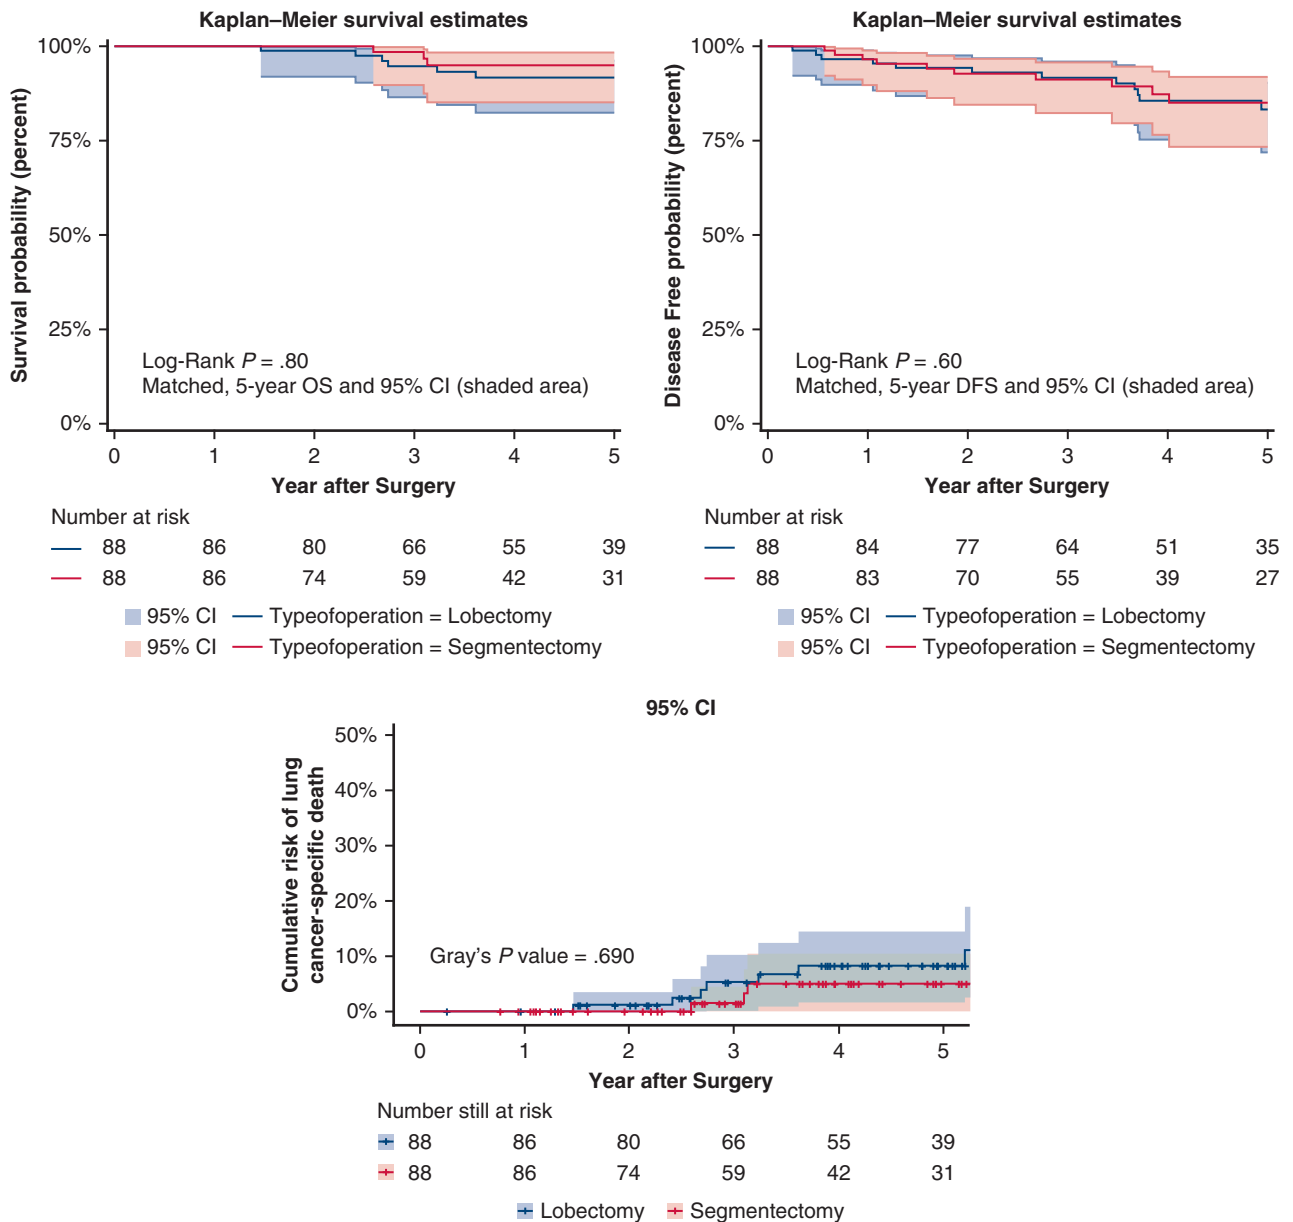 Kaplan–Meier survival estimates
Survival probability (percent)
100%
75%
50%
25%
0%
Log-Rank P = .80
Matched, 5-year OS and 95% CI (shaded area)
0 1 2 3 4 5
Year after Surgery
Number at risk
88 86 80 66 55 39
88 86 74 59 42 31
95% CI Typeofoperation = Lobectomy
95% CI Typeofoperation = Segmentectomy
Kaplan–Meier survival estimates
Disease Free probability (percent)
100%
75%
50%
25%
0%
Log-Rank P = .60
Matched, 5-year DFS and 95% CI (shaded area)
0 1 2 3 4 5
Year after Surgery
Number at risk
88 84 77 64 51 35
88 83 70 55 39 27
95% CI Typeofoperation = Lobectomy
95% CI Typeofoperation = Segmentectomy
95% CI
Cumulative risk of lung
cancer-specific death
50%
40%
30%
20%
10%
0%
Gray's P value = .690
0 1 2 3 4 5
Year after Surgery
Number still at risk
88 86 80 66 55 39
88 86 74 59 42 31
Lobectomy Segmentectomy